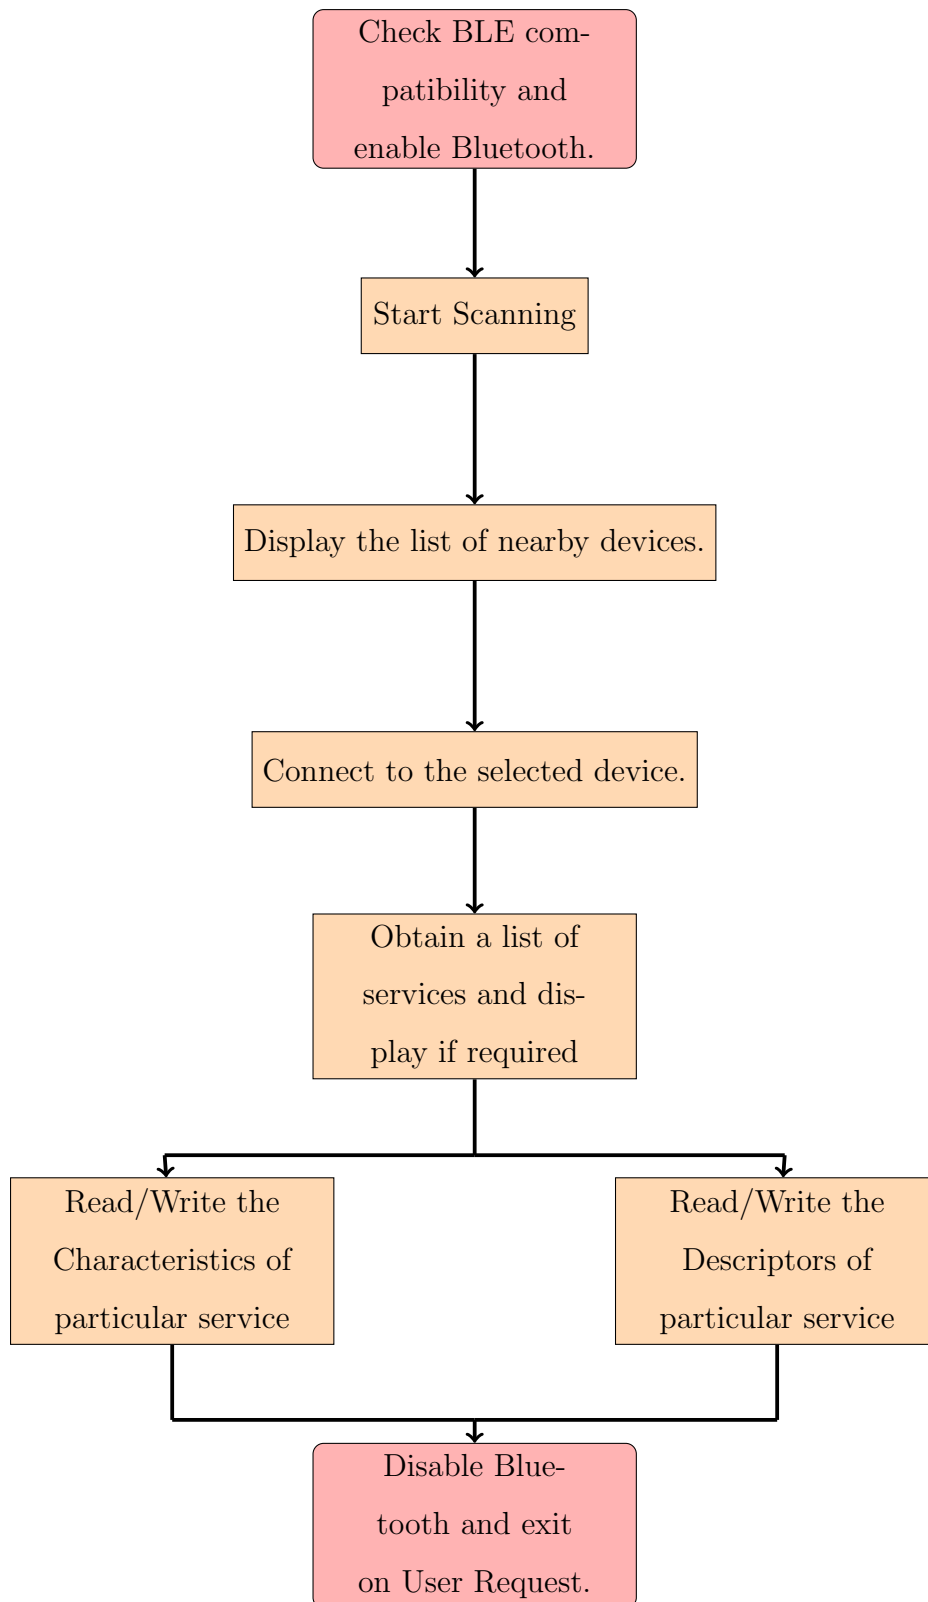 Check BLE com-
patibility and
enable Bluetooth.
Start Scanning
Display the list of nearby devices.
Connect to the selected device.
Obtain a list of
services and dis-
play if required
Read/Write the
Characteristics of
particular service
Read/Write the
Descriptors of
particular service
Disable Blue-
tooth and exit
on User Request.